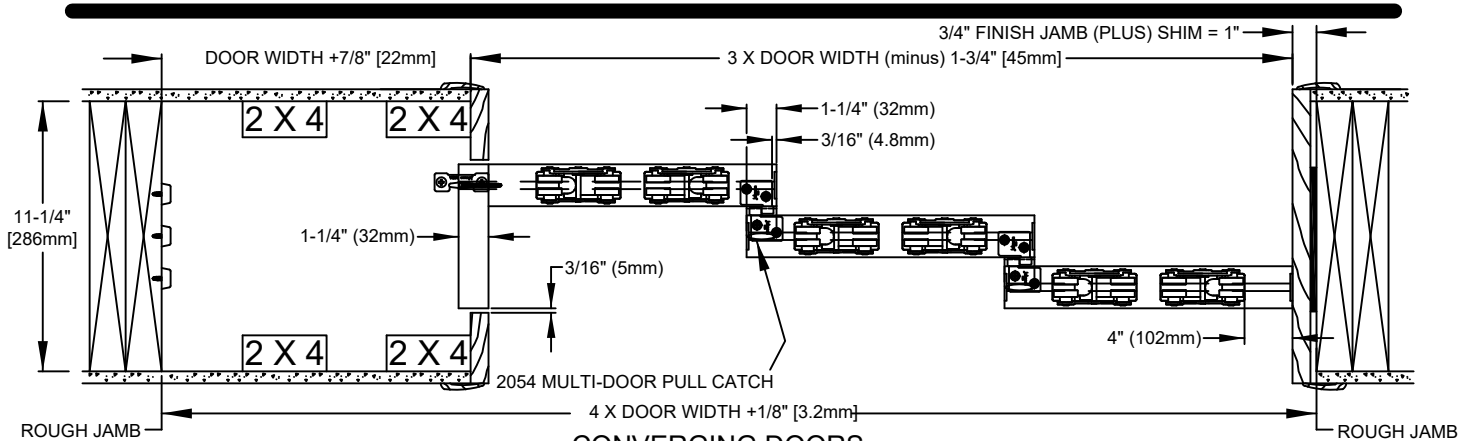 3/4" FINISH JAMB (PLUS) SHIM = 1"
DOOR WIDTH +7/8" [22mm]
3 X DOOR WIDTH (minus) 1-3/4" [45mm]
2 X 4
2 X 4
1-1/4" (32mm)
3/16" (4.8mm)
11-1/4"
[286mm]
1-1/4" (32mm)
3/16" (5mm)
4" (102mm)
2 X 4
2 X 4
2054 MULTI-DOOR PULL CATCH
4 X DOOR WIDTH +1/8" [3.2mm]
ROUGH JAMB
ROUGH JAMB
CONVERGING DOORS